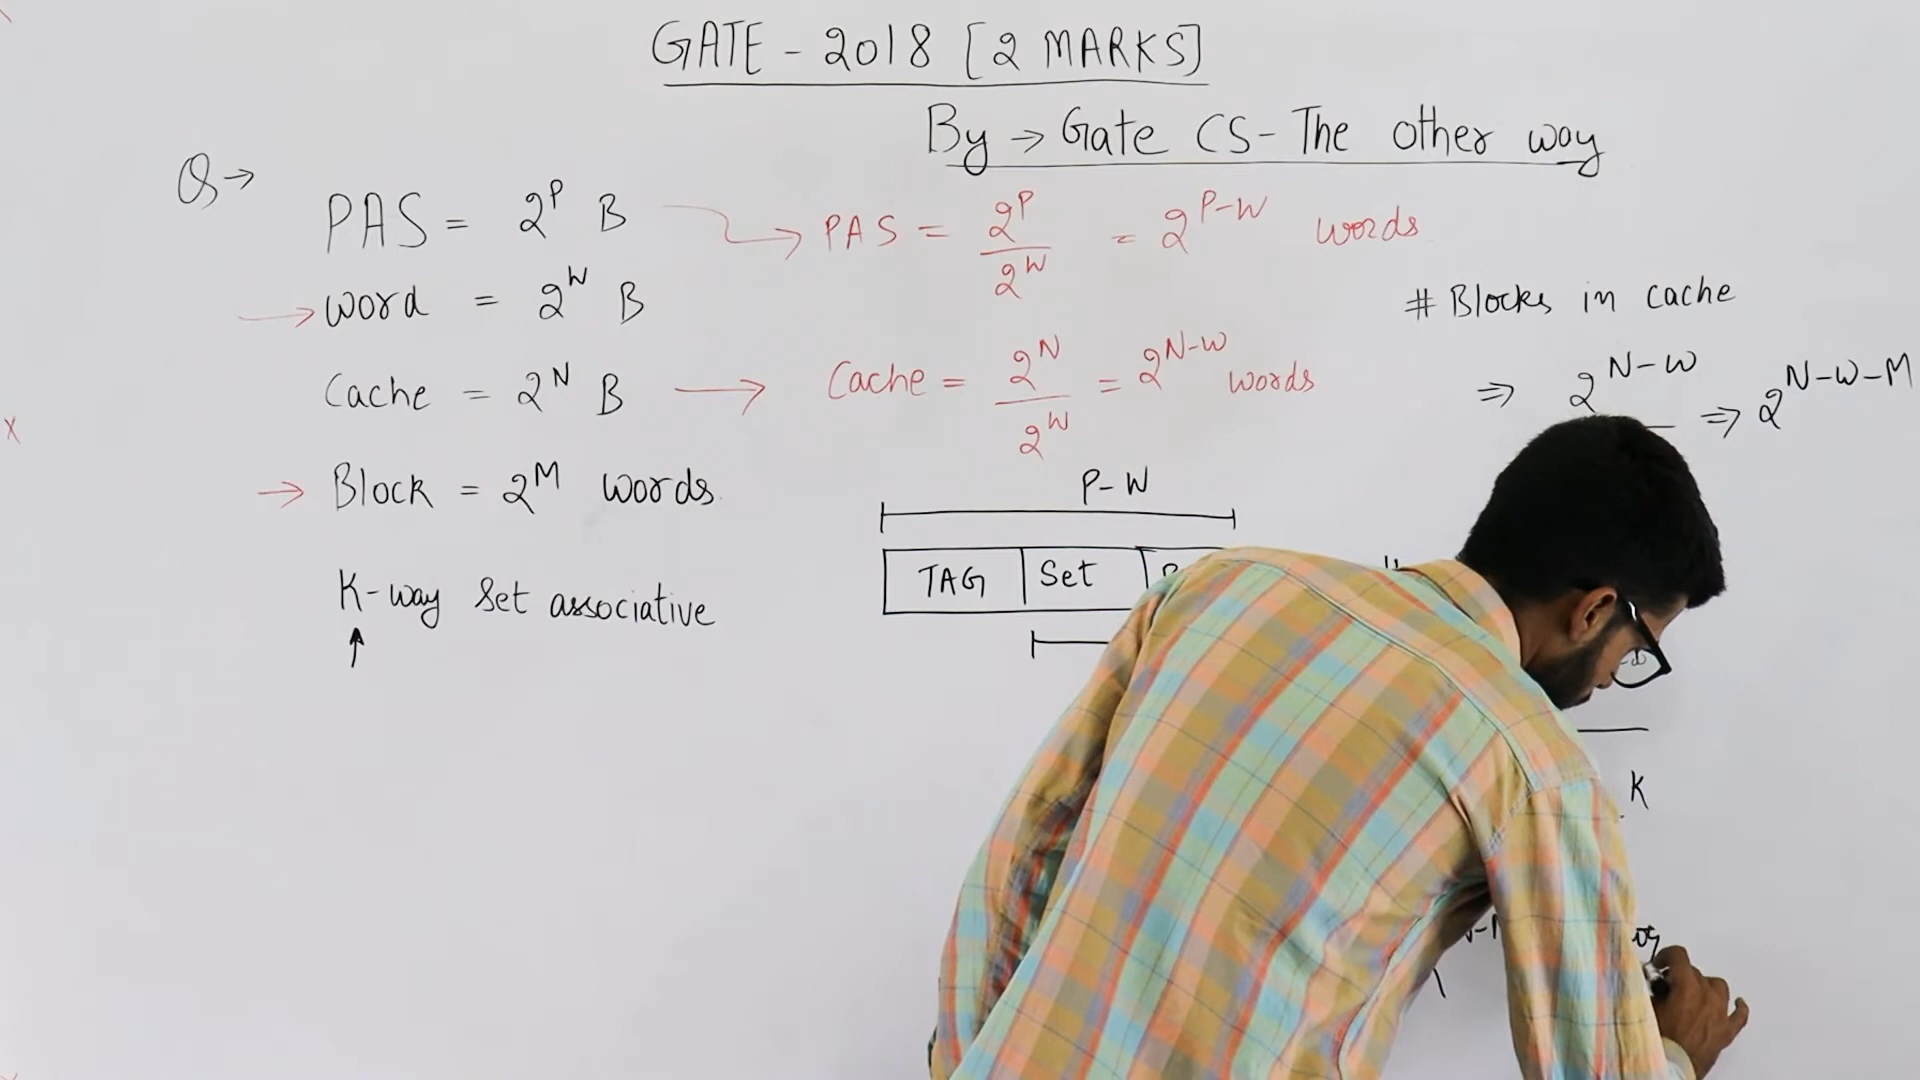 GATE - 2018 [2 MARKS]
By → Gate CS - The other way
Q →
PAS = 2^P B
PAS = 2^P / 2^W = 2^(P-W) words
word = 2^W B
# Blocks in cache
Cache = 2^N B
Cache = 2^N / 2^W = 2^(N-W) words
⇒ 2^(N-W) ⇒ 2^(N-W-M)
Block = 2^M words
P-W
TAG Set
K-way set associative
K